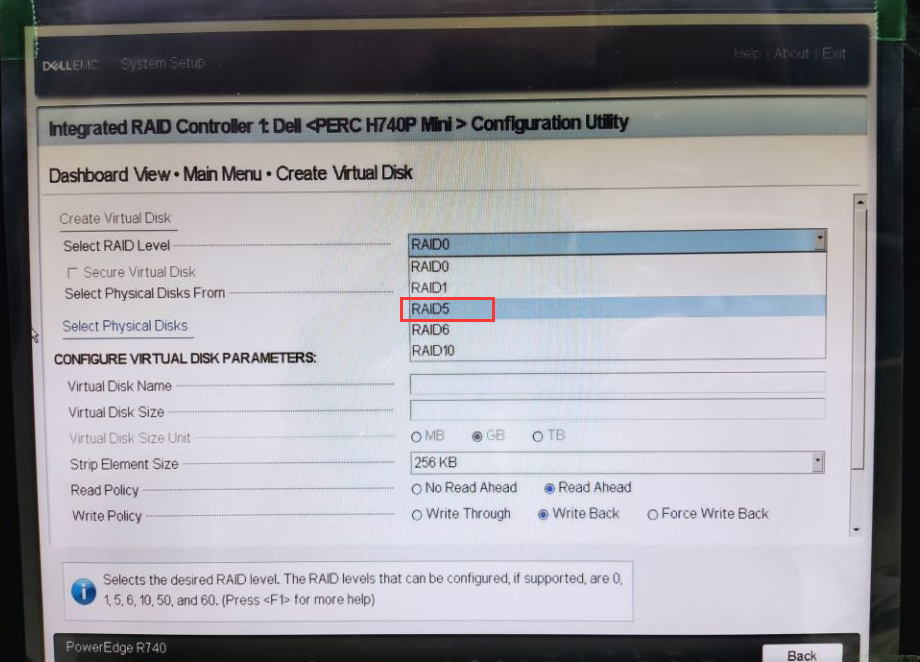 DELLEMC System Setup Help | About | Exit
Integrated RAID Controller 1: Dell <PERC H740P Mini> Configuration Utility
Dashboard View • Main Menu • Create Virtual Disk
Create Virtual Disk
Select RAID Level RAID0
RAID0
Secure Virtual Disk
RAID1
Select Physical Disks From
RAID5
Select Physical Disks
RAID6
RAID10
CONFIGURE VIRTUAL DISK PARAMETERS:
Virtual Disk Name
Virtual Disk Size
Virtual Disk Size Unit MB GB TB
Strip Element Size 256 KB
Read Policy No Read Ahead Read Ahead
Write Policy Write Through Write Back Force Write Back
Selects the desired RAID level. The RAID levels that can be configured, if supported, are 0,
1, 5, 6, 10, 50, and 60. (Press <F1> for more help)
PowerEdge R740
Back